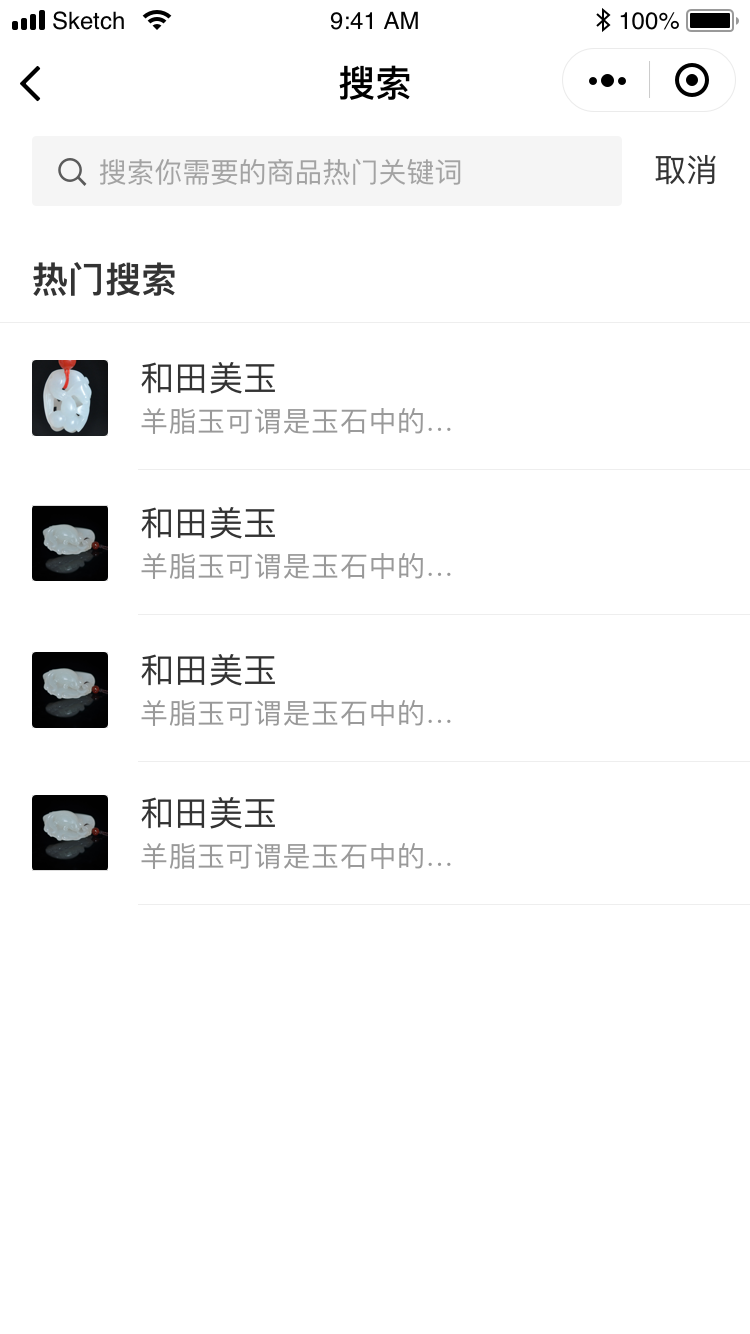 Sketch 9:41 AM 100%
搜索
搜索你需要的商品热门关键词 取消
热门搜索
和田美玉
羊脂玉可谓是玉石中的...
和田美玉
羊脂玉可谓是玉石中的...
和田美玉
羊脂玉可谓是玉石中的...
和田美玉
羊脂玉可谓是玉石中的...